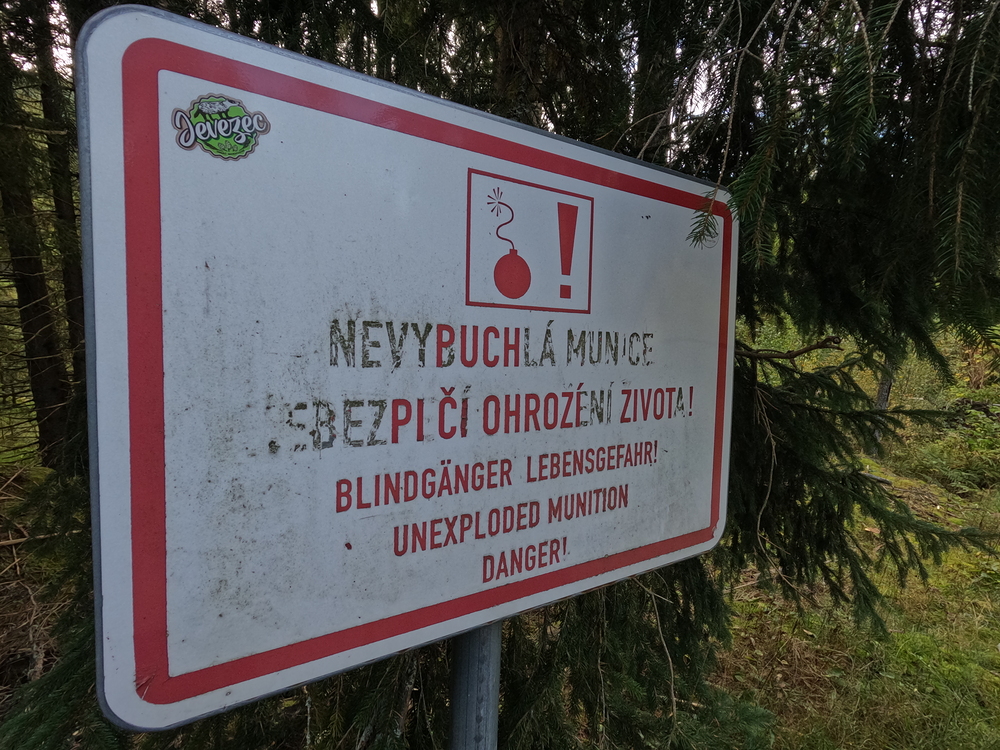 Jevezec
NEVYBUCHLÁ MUNICE
NEBEZPEČÍ OHROŽENÍ ŽIVOTA!
BLINDGÄNGER LEBENSGEFAHR!
UNEXPLODED MUNITION
DANGER!